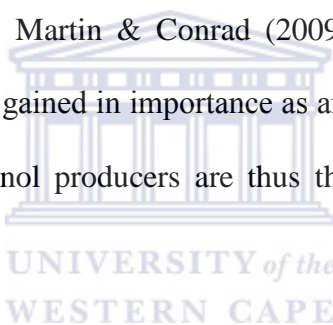 Martin & Conrad (2009
gained in importance as a
nol producers are thus th
UNIVERSITY of the
WESTERN CAPE